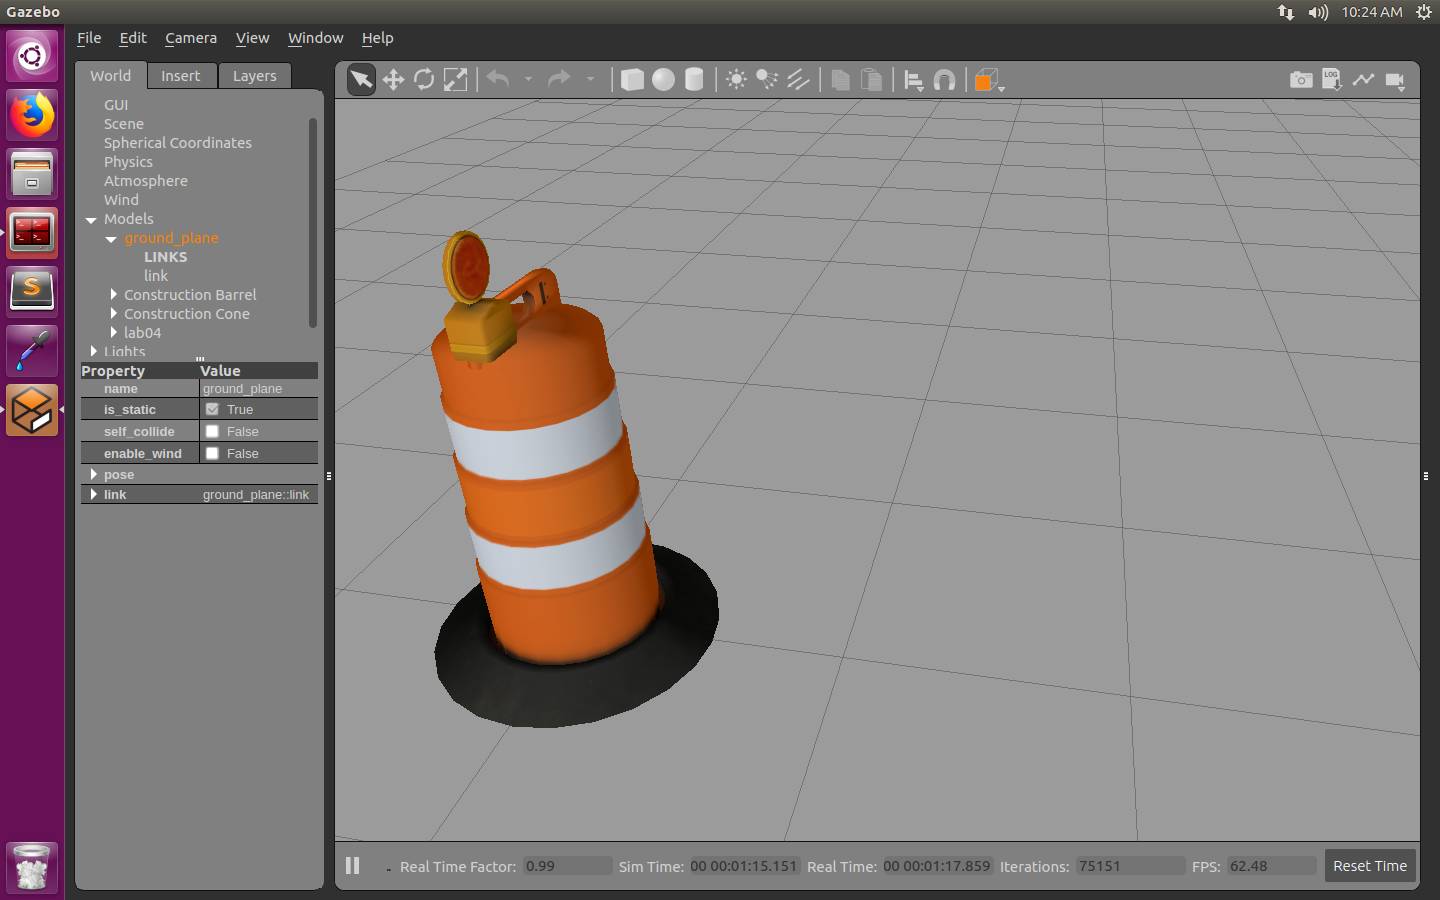 Gazebo
10:24 AM
File Edit Camera View Window Help
World Insert Layers
LOG
GUI
Scene
Spherical Coordinates
Physics
Atmosphere
Wind
Models
ground_plane
LINKS
link
Construction Barrel
Construction Cone
lab04
Lights
Property Value
name ground_plane
is_static True
self_collide False
enable_wind False
pose
link ground_plane::link
Real Time Factor: 0.99 Sim Time: 00 00:01:15.151 Real Time: 00 00:01:17.859 Iterations: 75151 FPS: 62.48 Reset Time